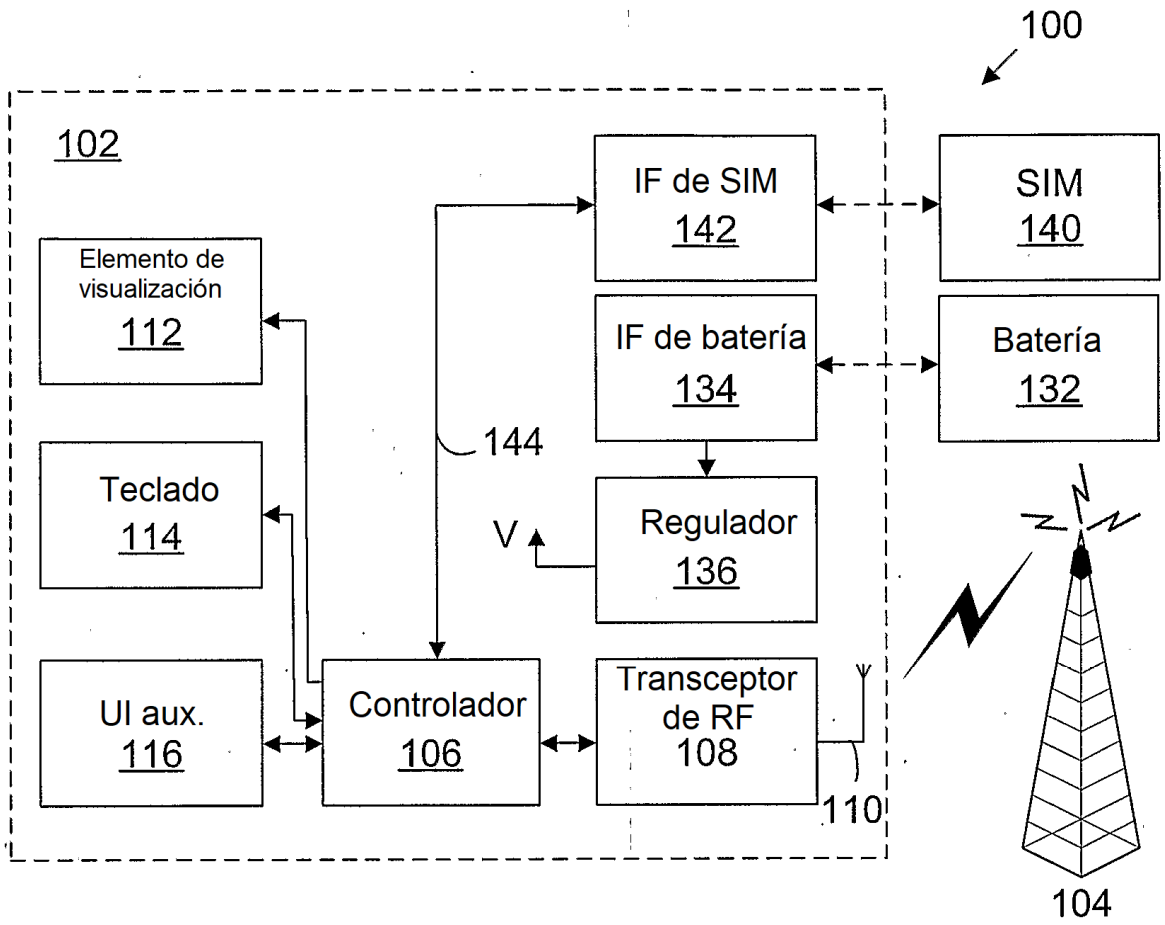 100
102
IF de SIM
142
SIM
140
Elemento de
visualización
112
IF de batería
134
Batería
132
144
Teclado
114
V
Regulador
136
UI aux.
116
Controlador
106
Transceptor
de RF
108
110
104